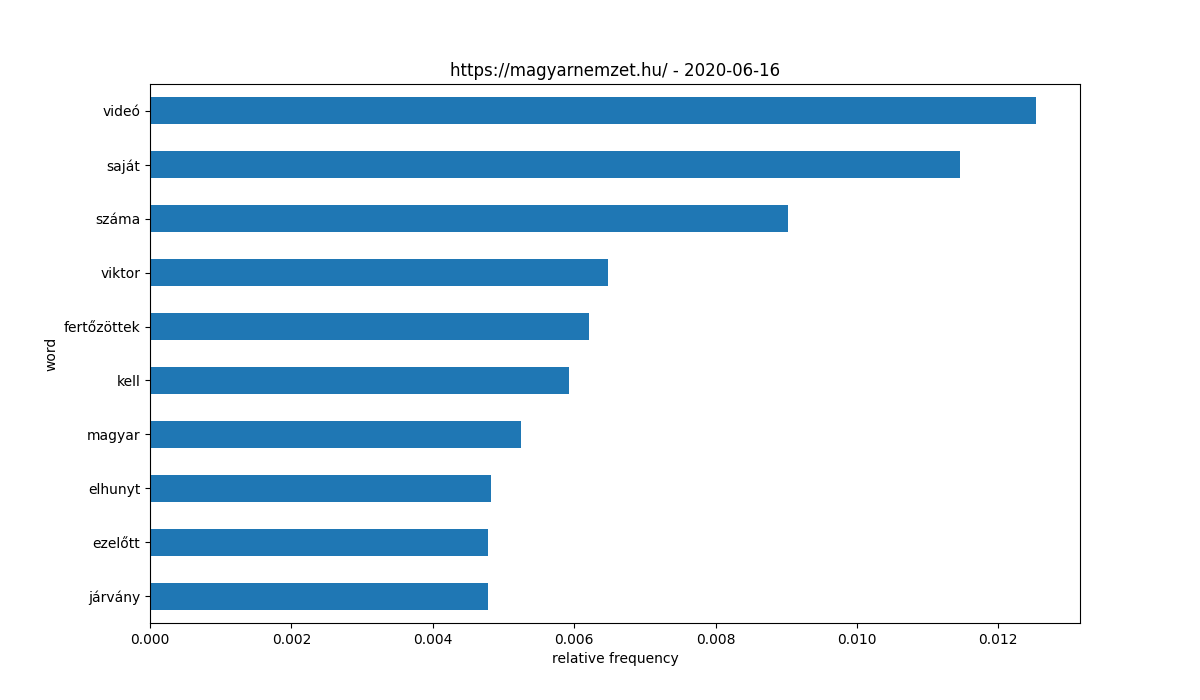 https://magyarnemzet.hu/ - 2020-06-16
videó
saját
száma
viktor
fertőzöttek
kell
magyar
elhunyt
ezelőtt
járvány
word
0.000 0.002 0.004 0.006 0.008 0.010 0.012
relative frequency